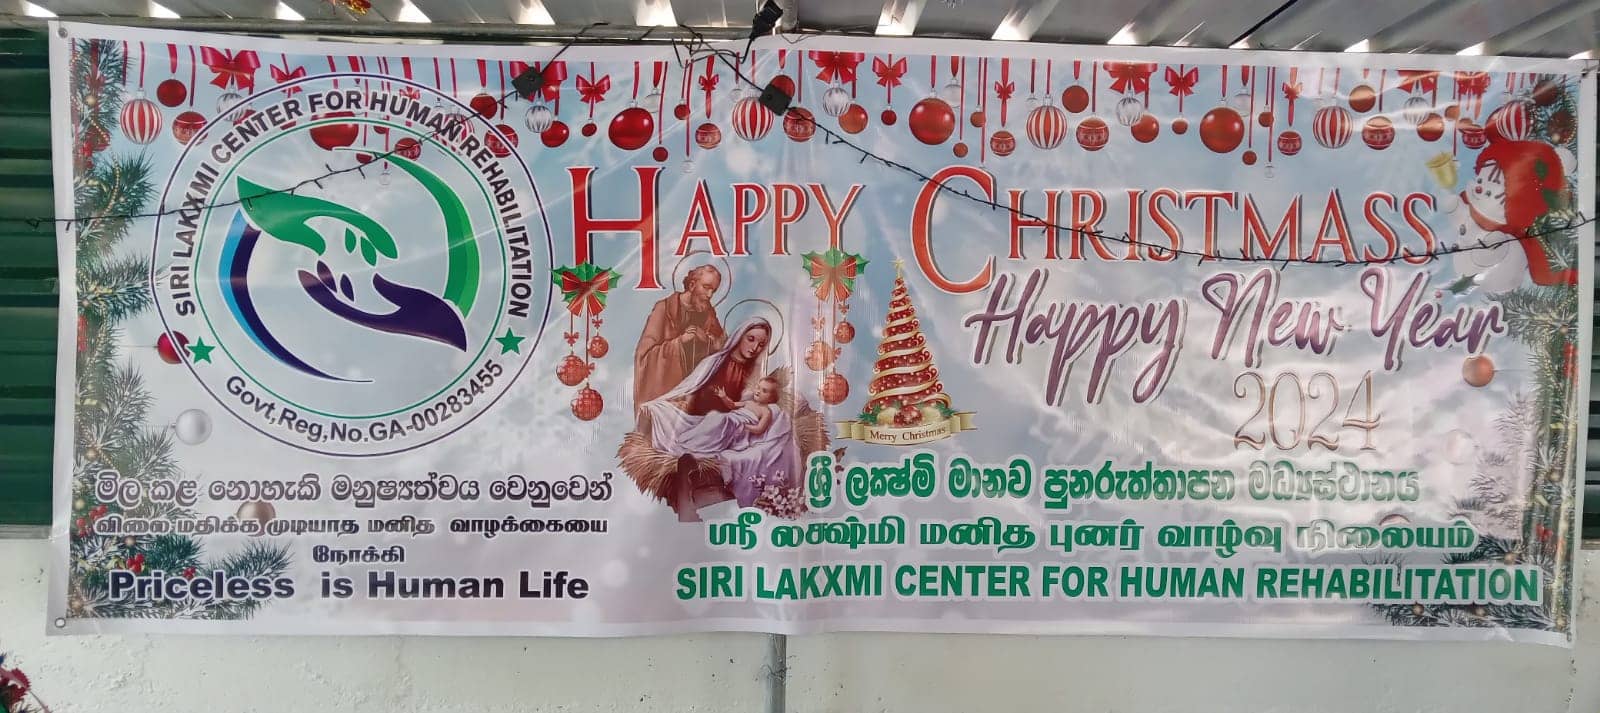 SIRI LAKXMI CENTER FOR HUMAN REHABILITATION
Govt,Reg,No.GA-00283455
HAPPY CHRISTMASS
Happy New Year
2024
Merry Christmas
මිල කළ නොහැකි මනුෂ්‍යත්වය වෙනුවෙන්
விலை மதிக்க முடியாத மனித வாழக்கையை
நோக்கி
Priceless is Human Life
ශ්‍රී ලක්ෂ්මි මානව පුනරුත්තාපන මධ්‍යස්ථානය
ஸ்ரீ லக்ஷ்மி மனித புனர் வாழ்வு நிலையம்
SIRI LAKXMI CENTER FOR HUMAN REHABILITATION